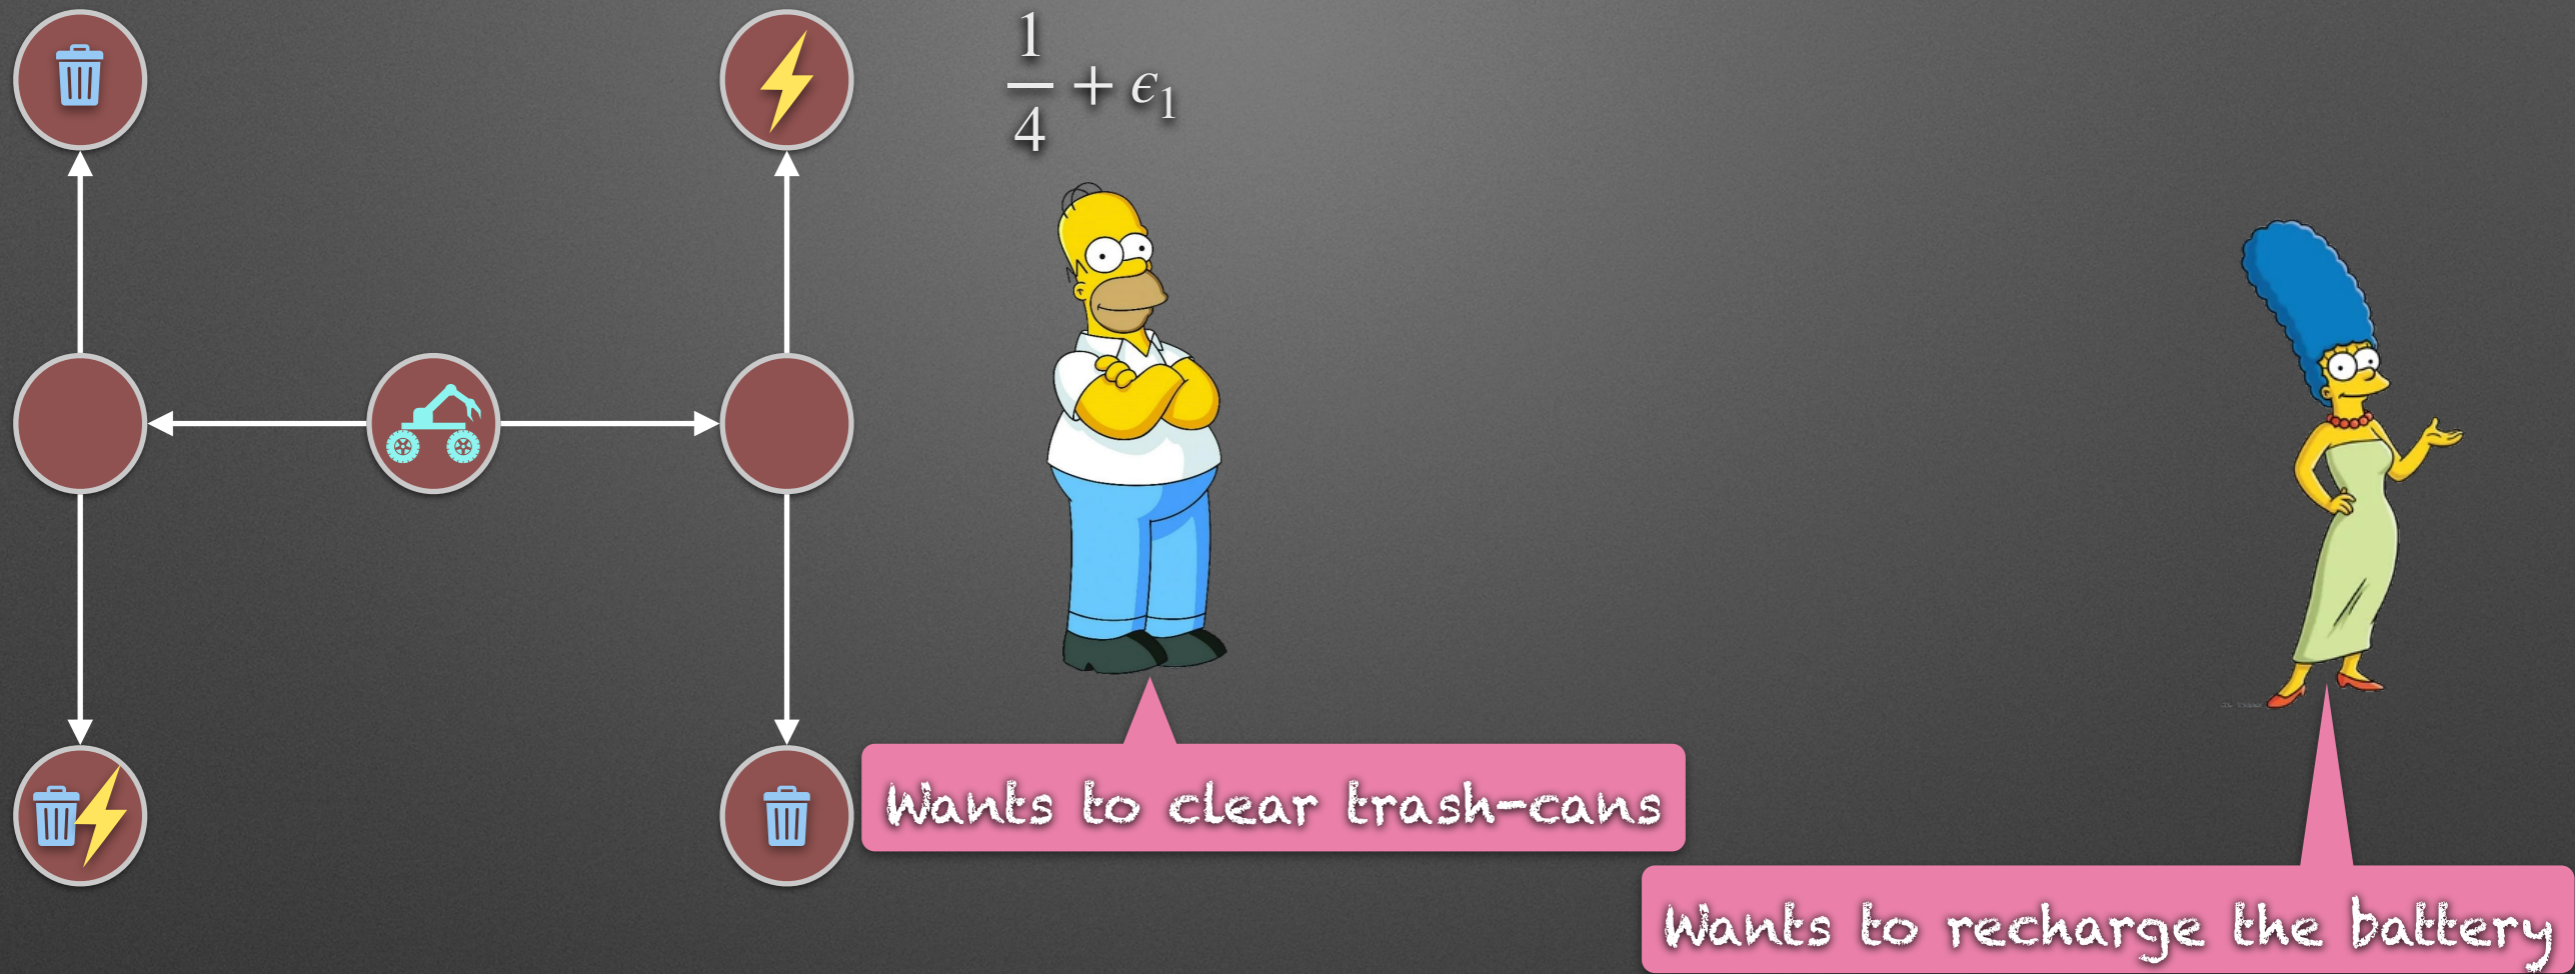 1/4 + ϵ₁
Wants to clear trash-cans
Wants to recharge the battery